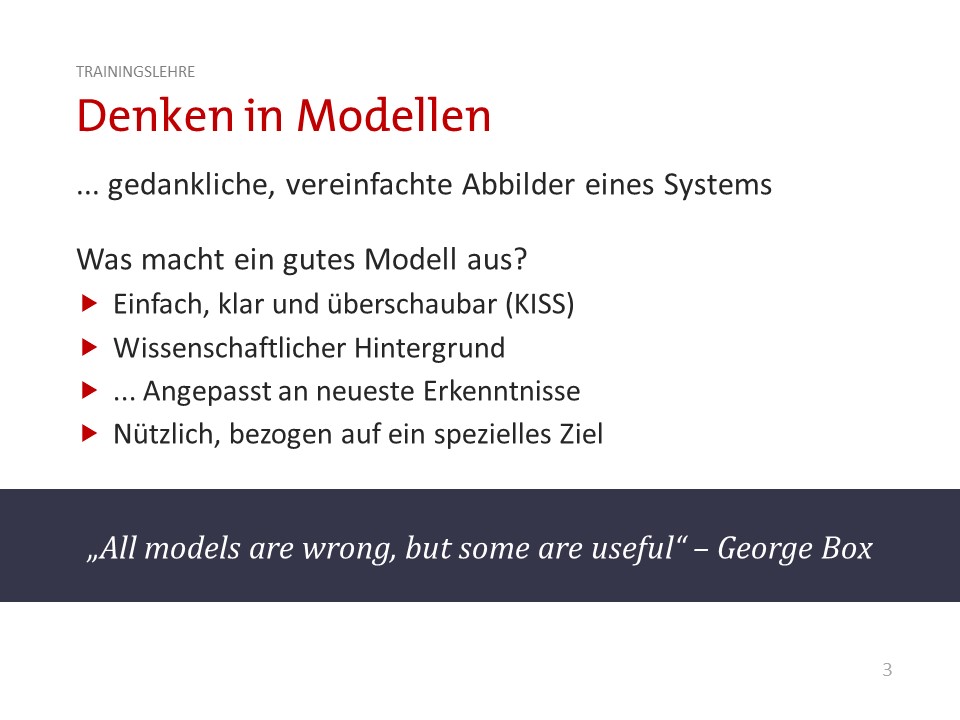 TRAININGSLEHRE
Denken in Modellen
... gedankliche, vereinfachte Abbilder eines Systems
Was macht ein gutes Modell aus?
Einfach, klar und überschaubar (KISS)
Wissenschaftlicher Hintergrund
... Angepasst an neueste Erkenntnisse
Nützlich, bezogen auf ein spezielles Ziel
„All models are wrong, but some are useful“ – George Box
3